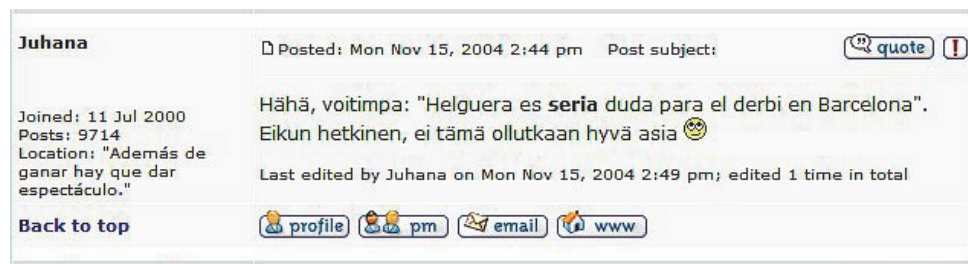 Juhana
Posted: Mon Nov 15, 2004 2:44 pm Post subject:
quote
Joined: 11 Jul 2000
Posts: 9714
Location: "Además de
ganar hay que dar
espectáculo."
Hähä, voitimpa: "Helguera es seria duda para el derbi en Barcelona".
Eikun hetkinen, ei tämä ollutkaan hyvä asia
Last edited by Juhana on Mon Nov 15, 2004 2:49 pm; edited 1 time in total
Back to top
profile pm email www